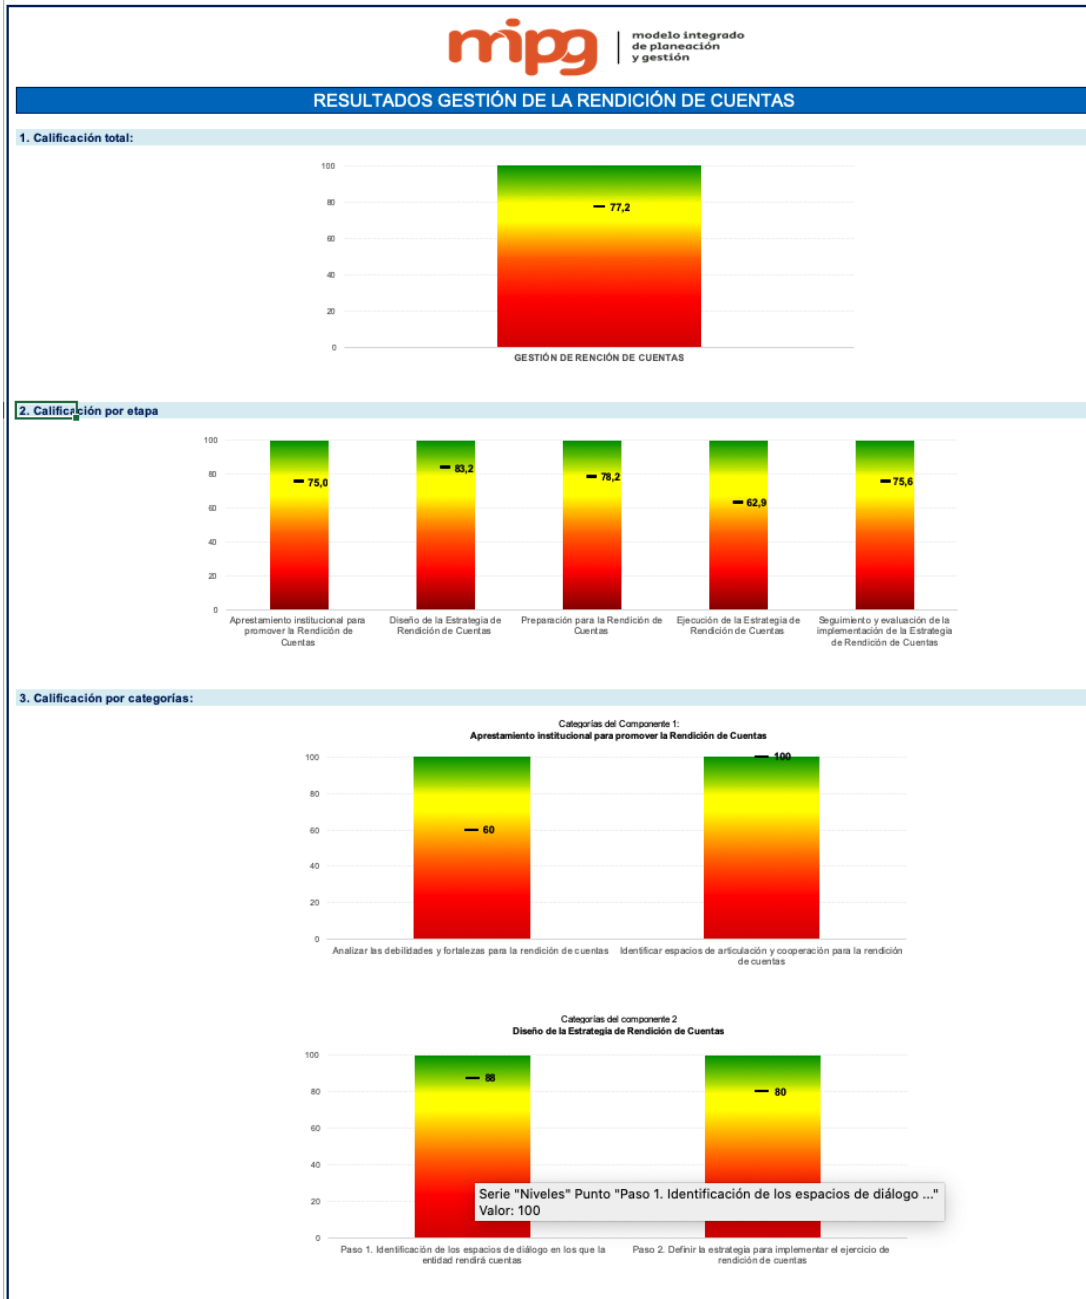 mipg
modelo integrado
de planeación
y gestión
RESULTADOS GESTIÓN DE LA RENDICIÓN DE CUENTAS
1. Calificación total:
100
80
60
40
20
0
77,2
GESTIÓN DE RENCIÓN DE CUENTAS
2. Calificación por etapa
100
80
60
40
20
0
75,0
83,2
78,2
62,9
75,6
Aprestamiento institucional para
promover la Rendición de
Cuentas
Diseño de la Estrategia de
Rendición de Cuentas
Preparación para la Rendición de
Cuentas
Ejecución de la Estrategia de
Rendición de Cuentas
Seguimiento y evaluación de la
implementación de la Estrategia
de Rendición de Cuentas
3. Calificación por categorías:
Categorías del Componente 1:
Aprestamiento institucional para promover la Rendición de Cuentas
100
80
60
40
20
0
60
100
Analizar las debilidades y fortalezas para la rendición de cuentas
Identificar espacios de articulación y cooperación para la rendición
de cuentas
Categorías del componente 2
Diseño de la Estrategia de Rendición de Cuentas
100
80
60
40
20
0
88
80
Serie "Niveles" Punto "Paso 1. Identificación de los espacios de diálogo ..."
Valor: 100
Paso 1. Identificación de los espacios de diálogo en los que la
entidad rendirá cuentas
Paso 2. Definir la estrategia para implementar el ejercicio de
rendición de cuentas